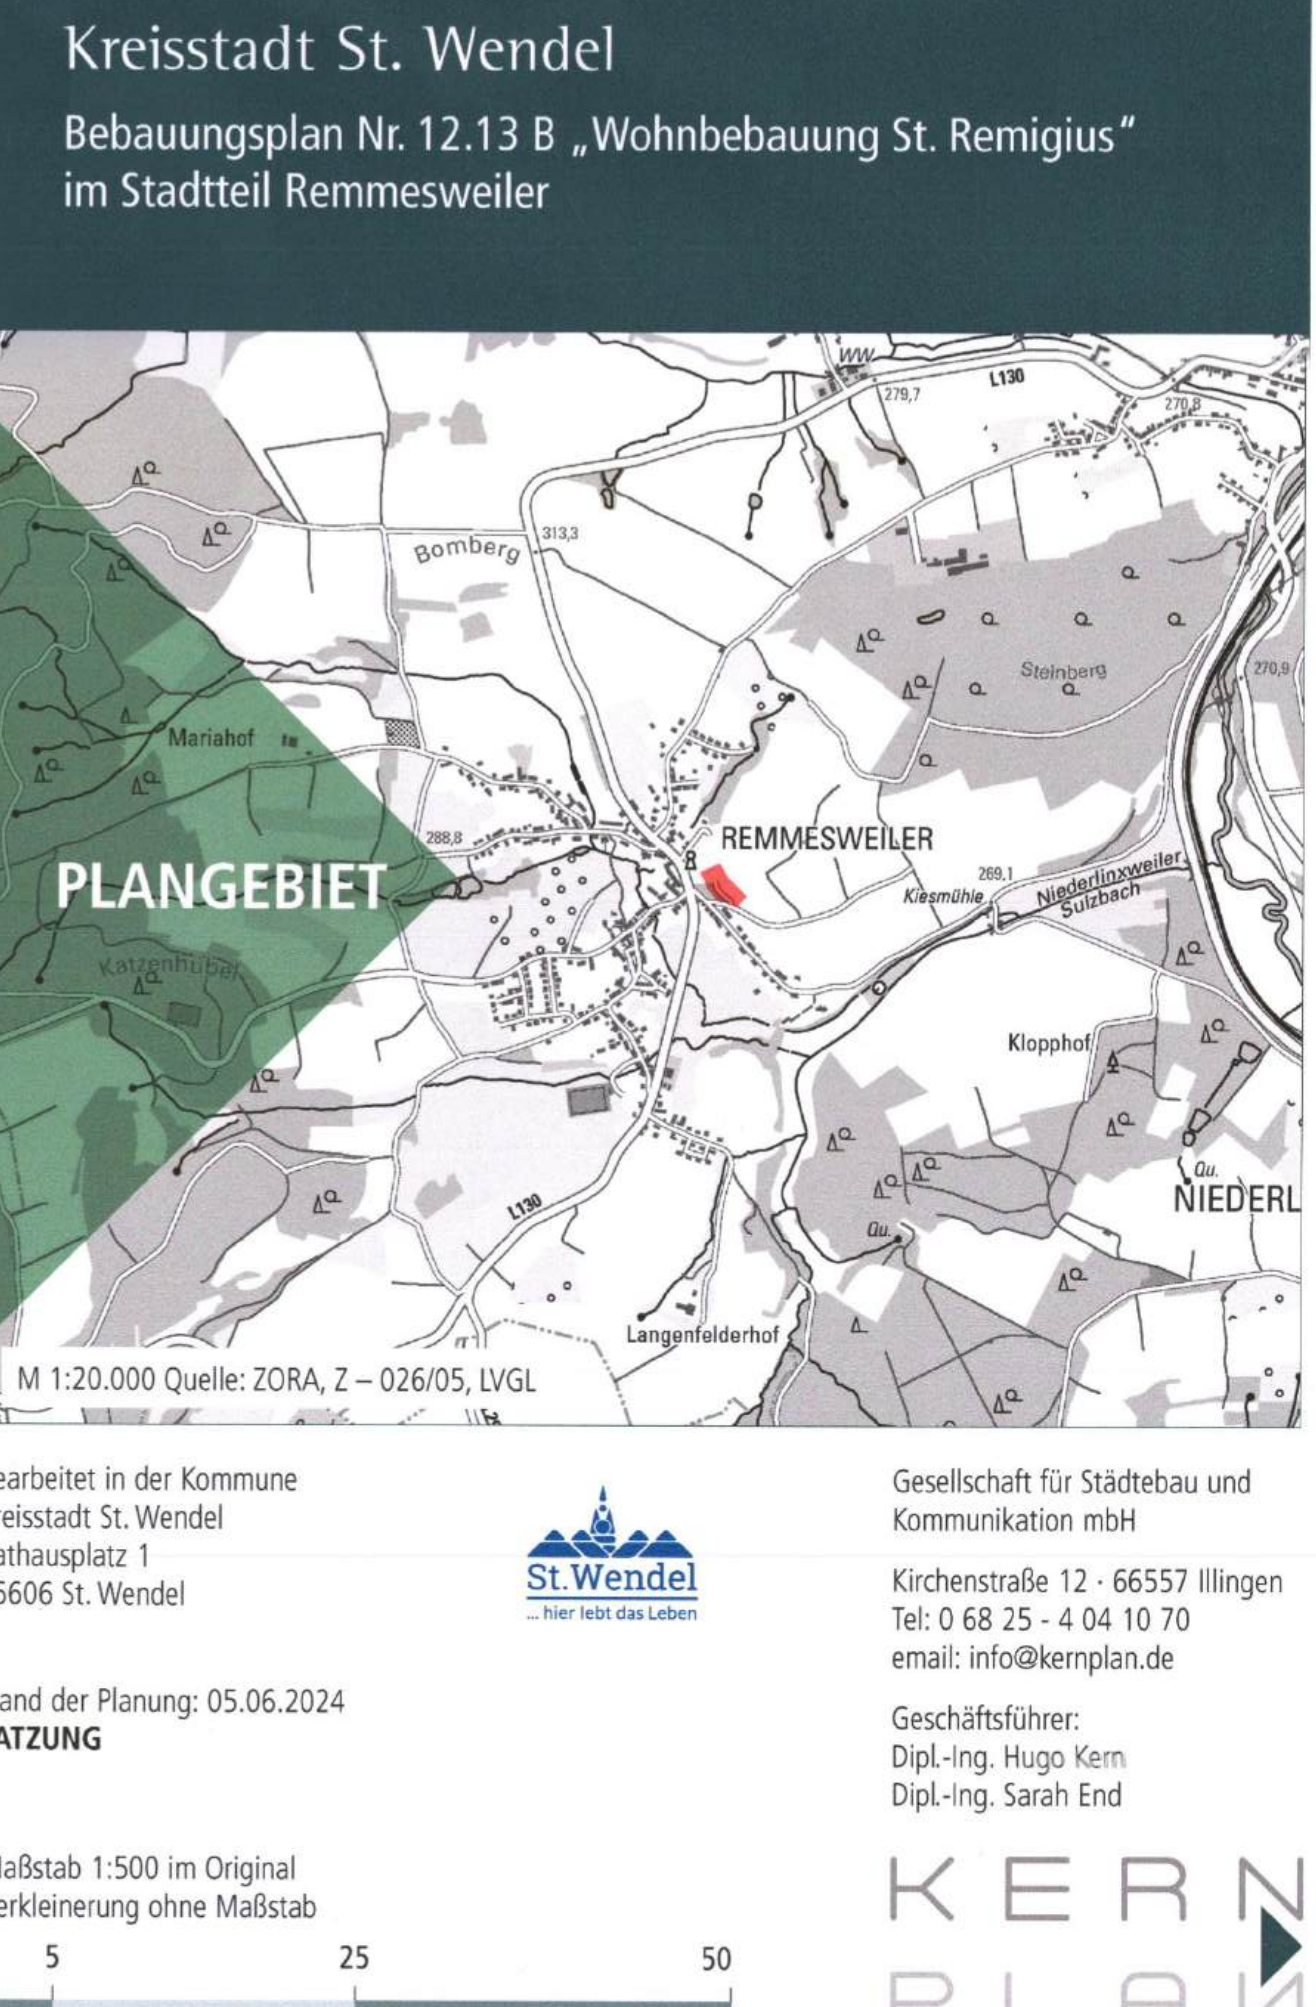 Kreisstadt St. Wendel
Bebauungsplan Nr. 12.13 B „Wohnbebauung St. Remigius“
im Stadtteil Remmesweiler
WW
L130
279,7
270,8
313,3
Bomberg
Steinberg
270,9
Mariahof
288,8
REMMESWEILER
PLANGEBIET
269,1
Kiesmühle
Niederlinxweiler
Sulzbach
Katzenhübel
Klopphof
Qu.
NIEDERL
L130
Qu.
Langenfelderhof
M 1:20.000 Quelle: ZORA, Z – 026/05, LVGL
earbeitet in der Kommune
reisstadt St. Wendel
athausplatz 1
6606 St. Wendel
St.Wendel
... hier lebt das Leben
Gesellschaft für Städtebau und
Kommunikation mbH
Kirchenstraße 12 · 66557 Illingen
Tel: 0 68 25 - 4 04 10 70
email: info@kernplan.de
and der Planung: 05.06.2024
ATZUNG
Geschäftsführer:
Dipl.-Ing. Hugo Kern
Dipl.-Ing. Sarah End
aßstab 1:500 im Original
erkleinerung ohne Maßstab
KERN
PLAN
5 25 50